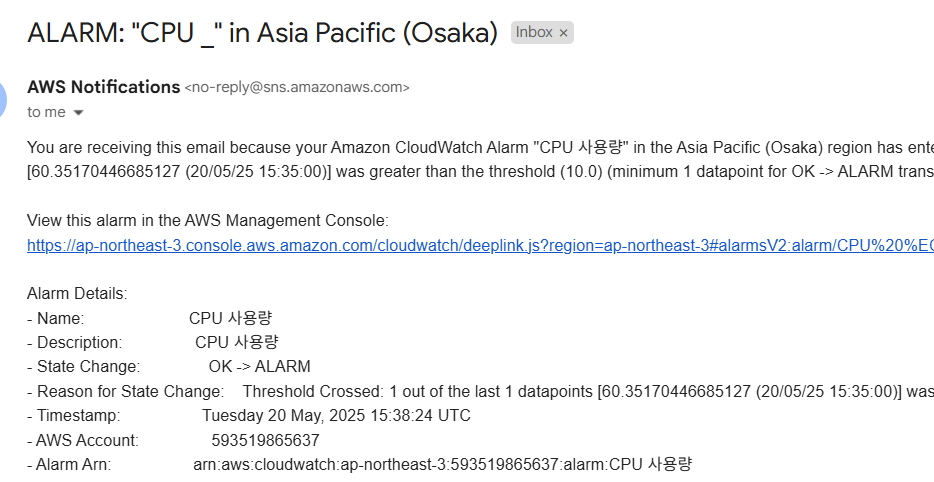 ALARM: "CPU _" in Asia Pacific (Osaka) Inbox ×
AWS Notifications <no-reply@sns.amazonaws.com>
to me
You are receiving this email because your Amazon CloudWatch Alarm "CPU 사용량" in the Asia Pacific (Osaka) region has ente
[60.35170446685127 (20/05/25 15:35:00)] was greater than the threshold (10.0) (minimum 1 datapoint for OK -> ALARM trans
View this alarm in the AWS Management Console:
https://ap-northeast-3.console.aws.amazon.com/cloudwatch/deeplink.js?region=ap-northeast-3#alarmsV2:alarm/CPU%20%EC
Alarm Details:
- Name: CPU 사용량
- Description: CPU 사용량
- State Change: OK -> ALARM
- Reason for State Change: Threshold Crossed: 1 out of the last 1 datapoints [60.35170446685127 (20/05/25 15:35:00)] was
- Timestamp: Tuesday 20 May, 2025 15:38:24 UTC
- AWS Account: 593519865637
- Alarm Arn: arn:aws:cloudwatch:ap-northeast-3:593519865637:alarm:CPU 사용량